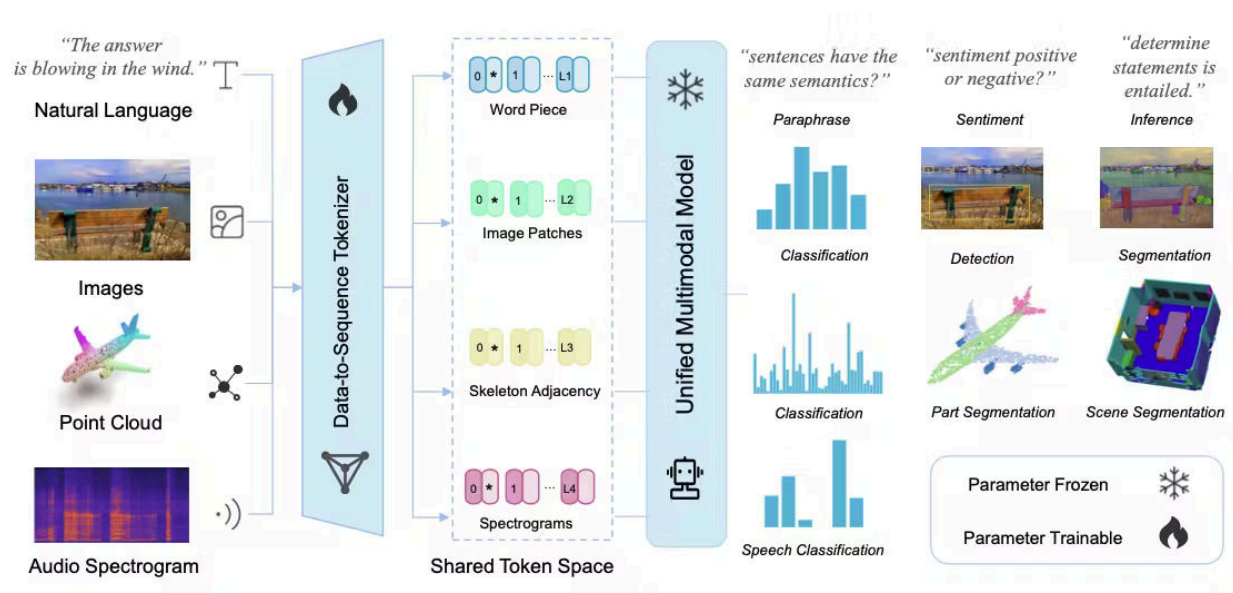 “The answer
is blowing in the wind.”
Natural Language
Images
Point Cloud
Audio Spectrogram
Data-to-Sequence Tokenizer
0 * 1 ... L1
Word Piece
0 * 1 ... L2
Image Patches
0 * 1 ... L3
Skeleton Adjacency
0 * 1 ... L4
Spectrograms
Shared Token Space
Unified Multimodal Model
“sentences have the
same semantics?”
Paraphrase
“sentiment positive
or negative?”
Sentiment
“determine
statements is
entailed.”
Inference
Classification
Detection
Segmentation
Classification
Part Segmentation
Scene Segmentation
Speech Classification
Parameter Frozen
Parameter Trainable